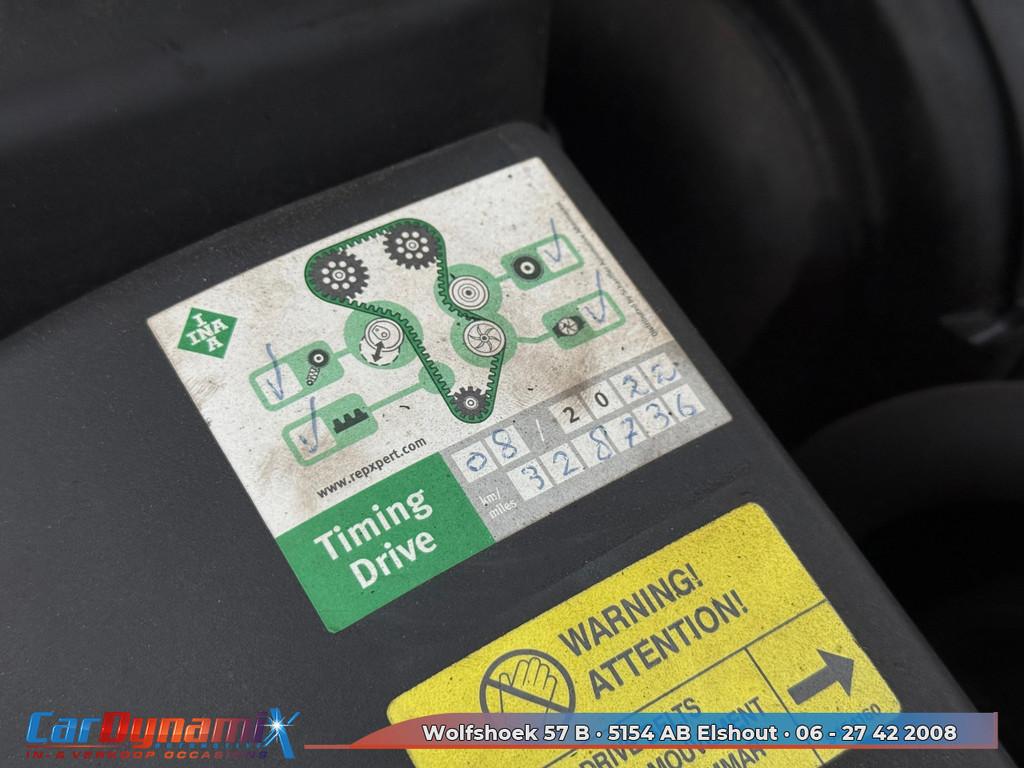 I
INA
A
www.repxpert.com
08 / 2022
km/
miles
328736
Timing
Drive
WARNING!
ATTENTION!
CarDynamiX
AUTOMOTIVE
IN- & VERKOOP OCCASIONS
Wolfshoek 57 B • 5154 AB Elshout • 06 - 27 42 2008